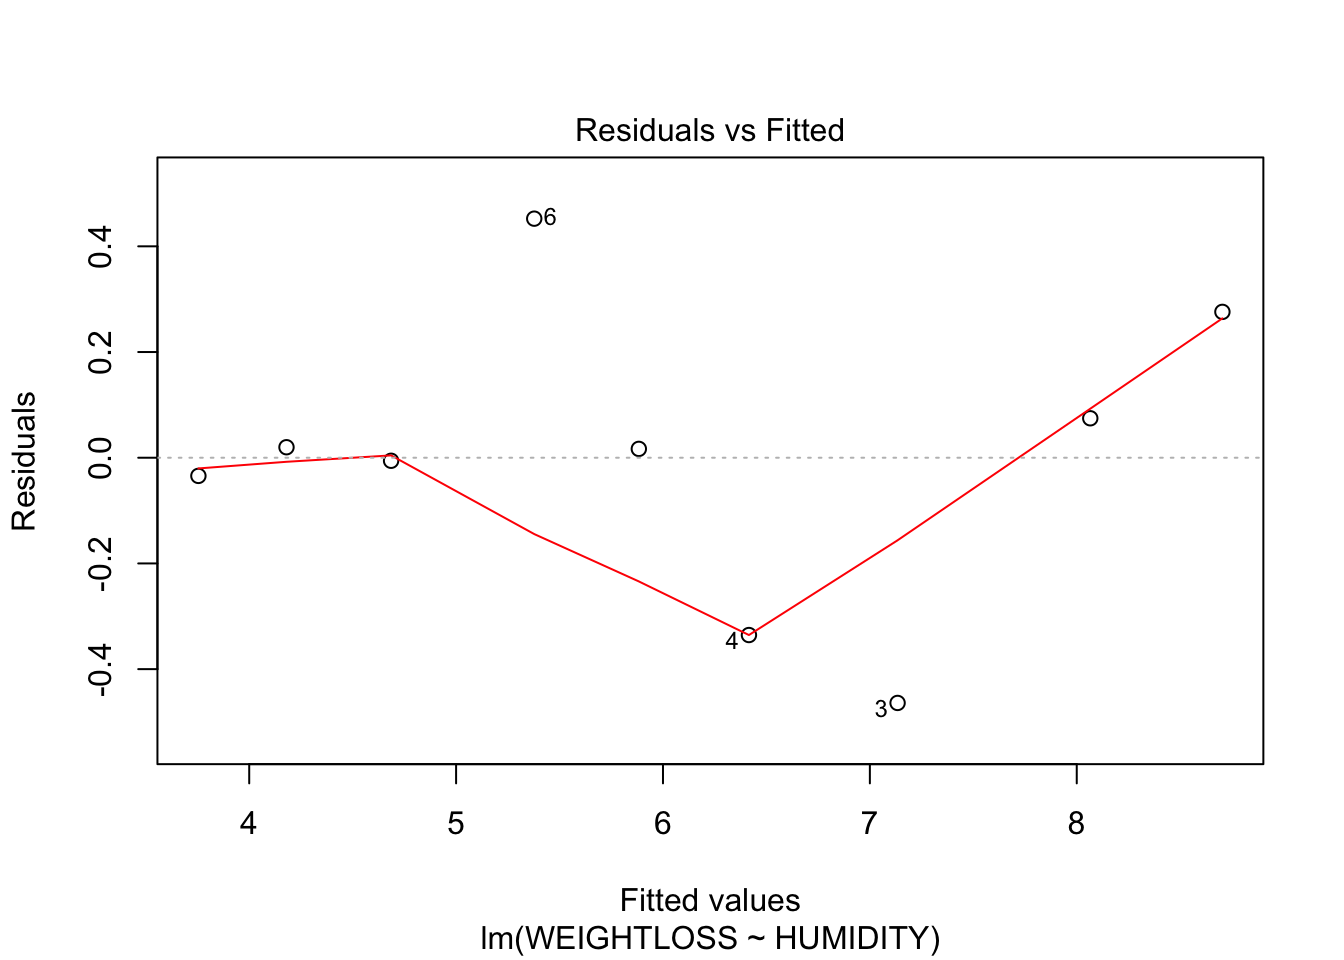 Residuals vs Fitted
6
4
3
0.4
0.2
0.0
-0.2
-0.4
Residuals
4 5 6 7 8
Fitted values
lm(WEIGHTLOSS ~ HUMIDITY)